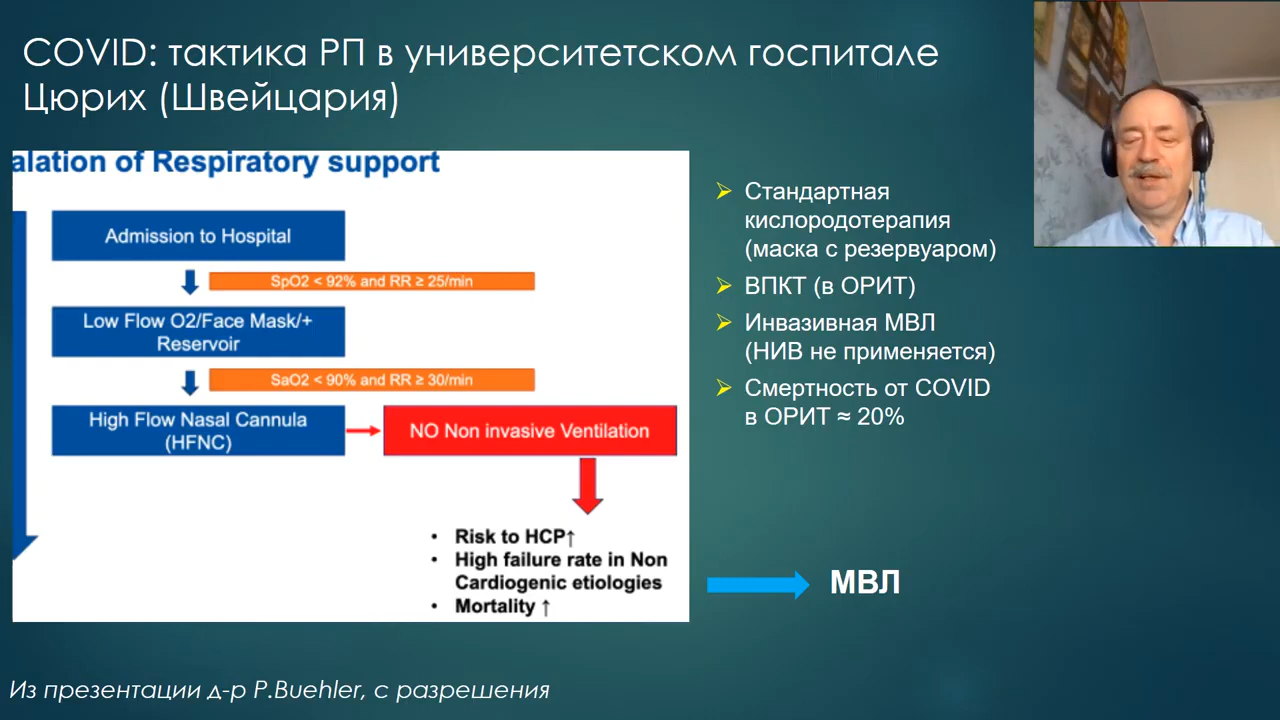 COVID: тактика РП в университетском госпитале
Цюрих (Швейцария)
alation of Respiratory support
Admission to Hospital
SpO2 < 92% and RR ≥ 25/min
Low Flow O2/Face Mask/+
Reservoir
SaO2 < 90% and RR ≥ 30/min
High Flow Nasal Cannula
(HFNC)
NO Non invasive Ventilation
• Risk to HCP↑
• High failure rate in Non
Cardiogenic etiologies
• Mortality ↑
Стандартная
кислородотерапия
(маска с резервуаром)
ВПКТ (в ОРИТ)
Инвазивная МВЛ
(НИВ не применяется)
Смертность от COVID
в ОРИТ ≈ 20%
МВЛ
Из презентации д-р P.Buehler, с разрешения